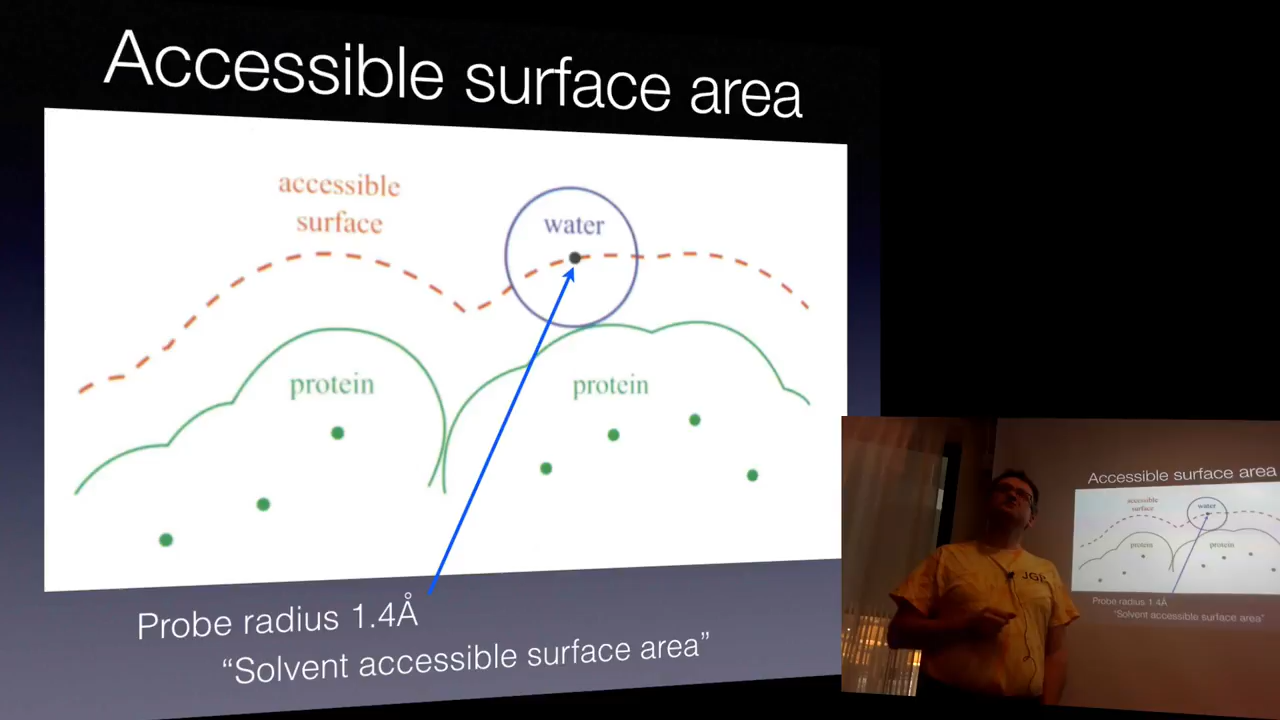 Accessible surface area
accessible
surface
water
protein
protein
Probe radius 1.4Å
“Solvent accessible surface area”
JGI
Accessible surface area
accessible
surface
water
protein
protein
Probe radius 1.4Å
“Solvent accessible surface area”